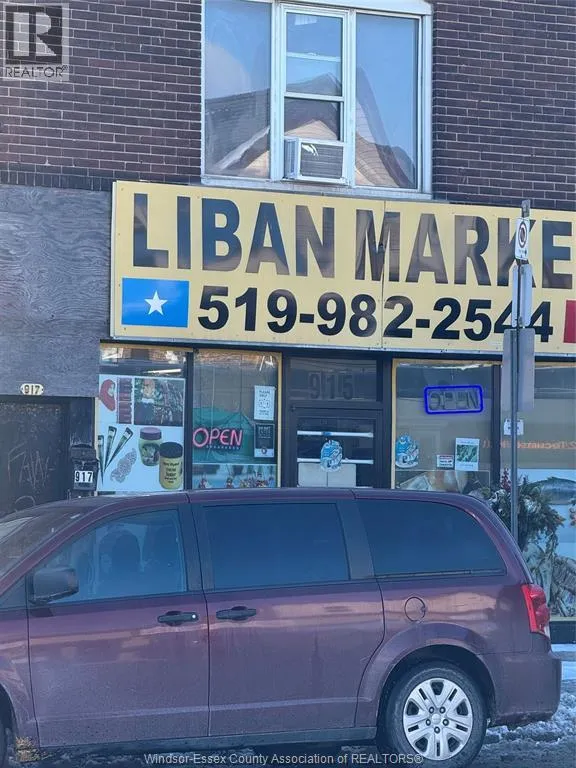 REALTOR®
LIBAN MARKE
519-982-2544
917
915
OPEN
OPEN
917
Windsor-Essex County Association of REALTORS®